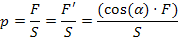 p = F/S = F'/S = (cos(α) · F)/S